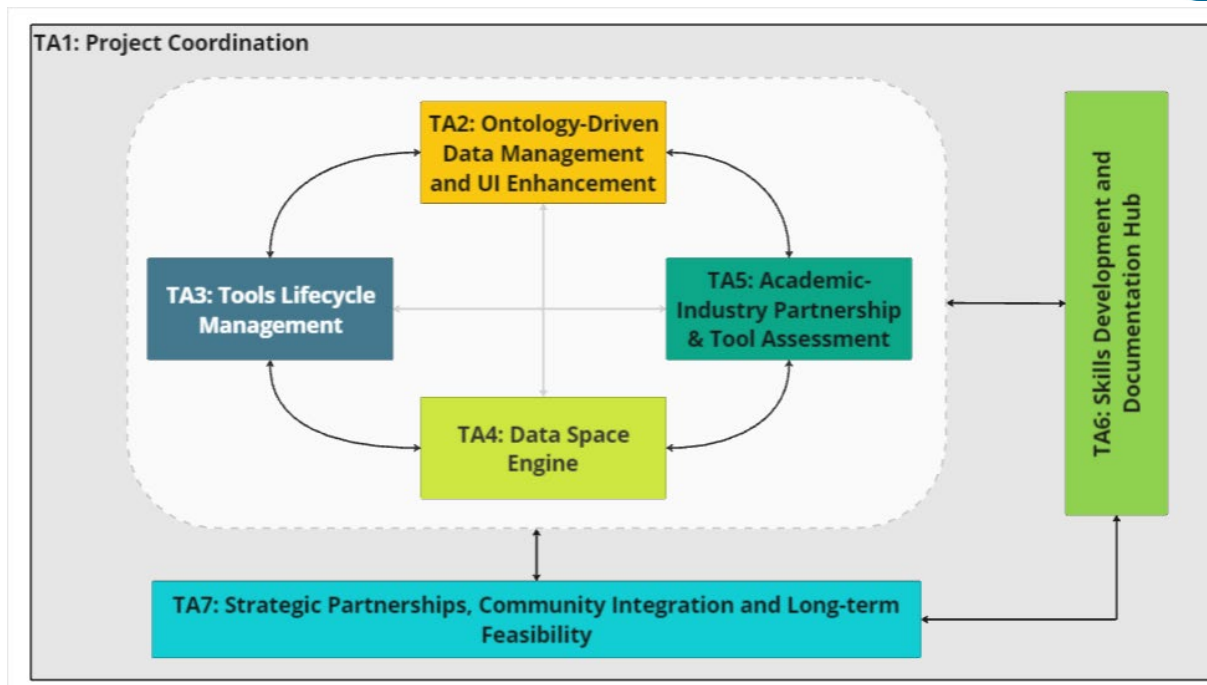 TA1: Project Coordination
TA2: Ontology-Driven
Data Management
and UI Enhancement
TA3: Tools Lifecycle
Management
TA5: Academic-
Industry Partnership
& Tool Assessment
TA4: Data Space
Engine
TA6: Skills Development and
Documentation Hub
TA7: Strategic Partnerships, Community Integration and Long-term
Feasibility